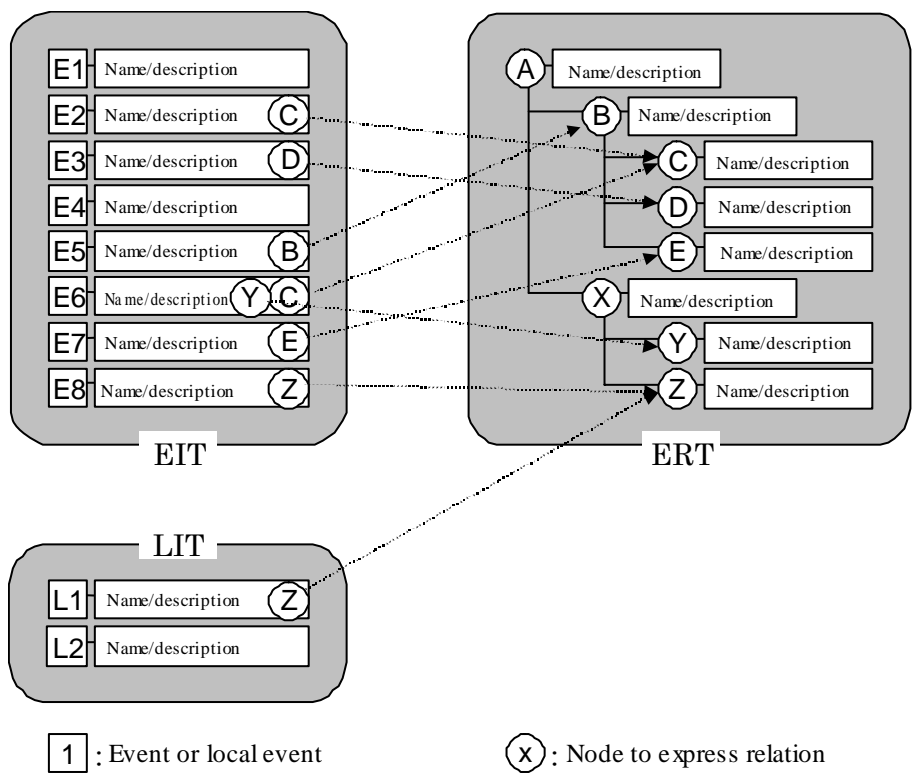 E1 Name/description
E2 Name/description C
E3 Name/description D
E4 Name/description
E5 Name/description B
E6 Name/description Y C
E7 Name/description E
E8 Name/description Z
EIT
A Name/description
B Name/description
C Name/description
D Name/description
E Name/description
X Name/description
Y Name/description
Z Name/description
ERT
LIT
L1 Name/description Z
L2 Name/description
1 : Event or local event
x : Node to express relation